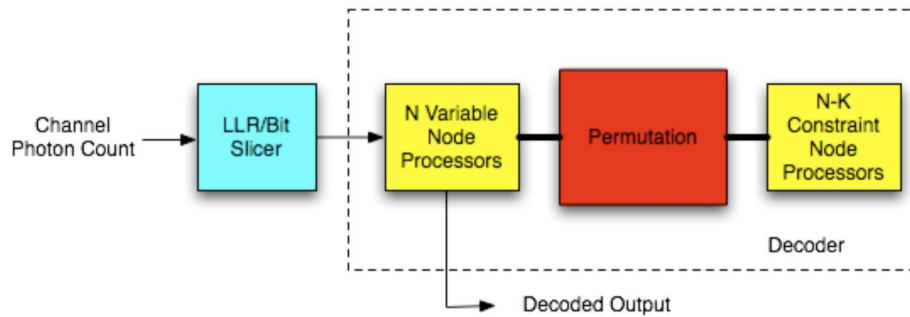 Channel
Photon Count
LLR/Bit
Slicer
N Variable
Node
Processors
Permutation
N-K
Constraint
Node
Processors
Decoder
Decoded Output